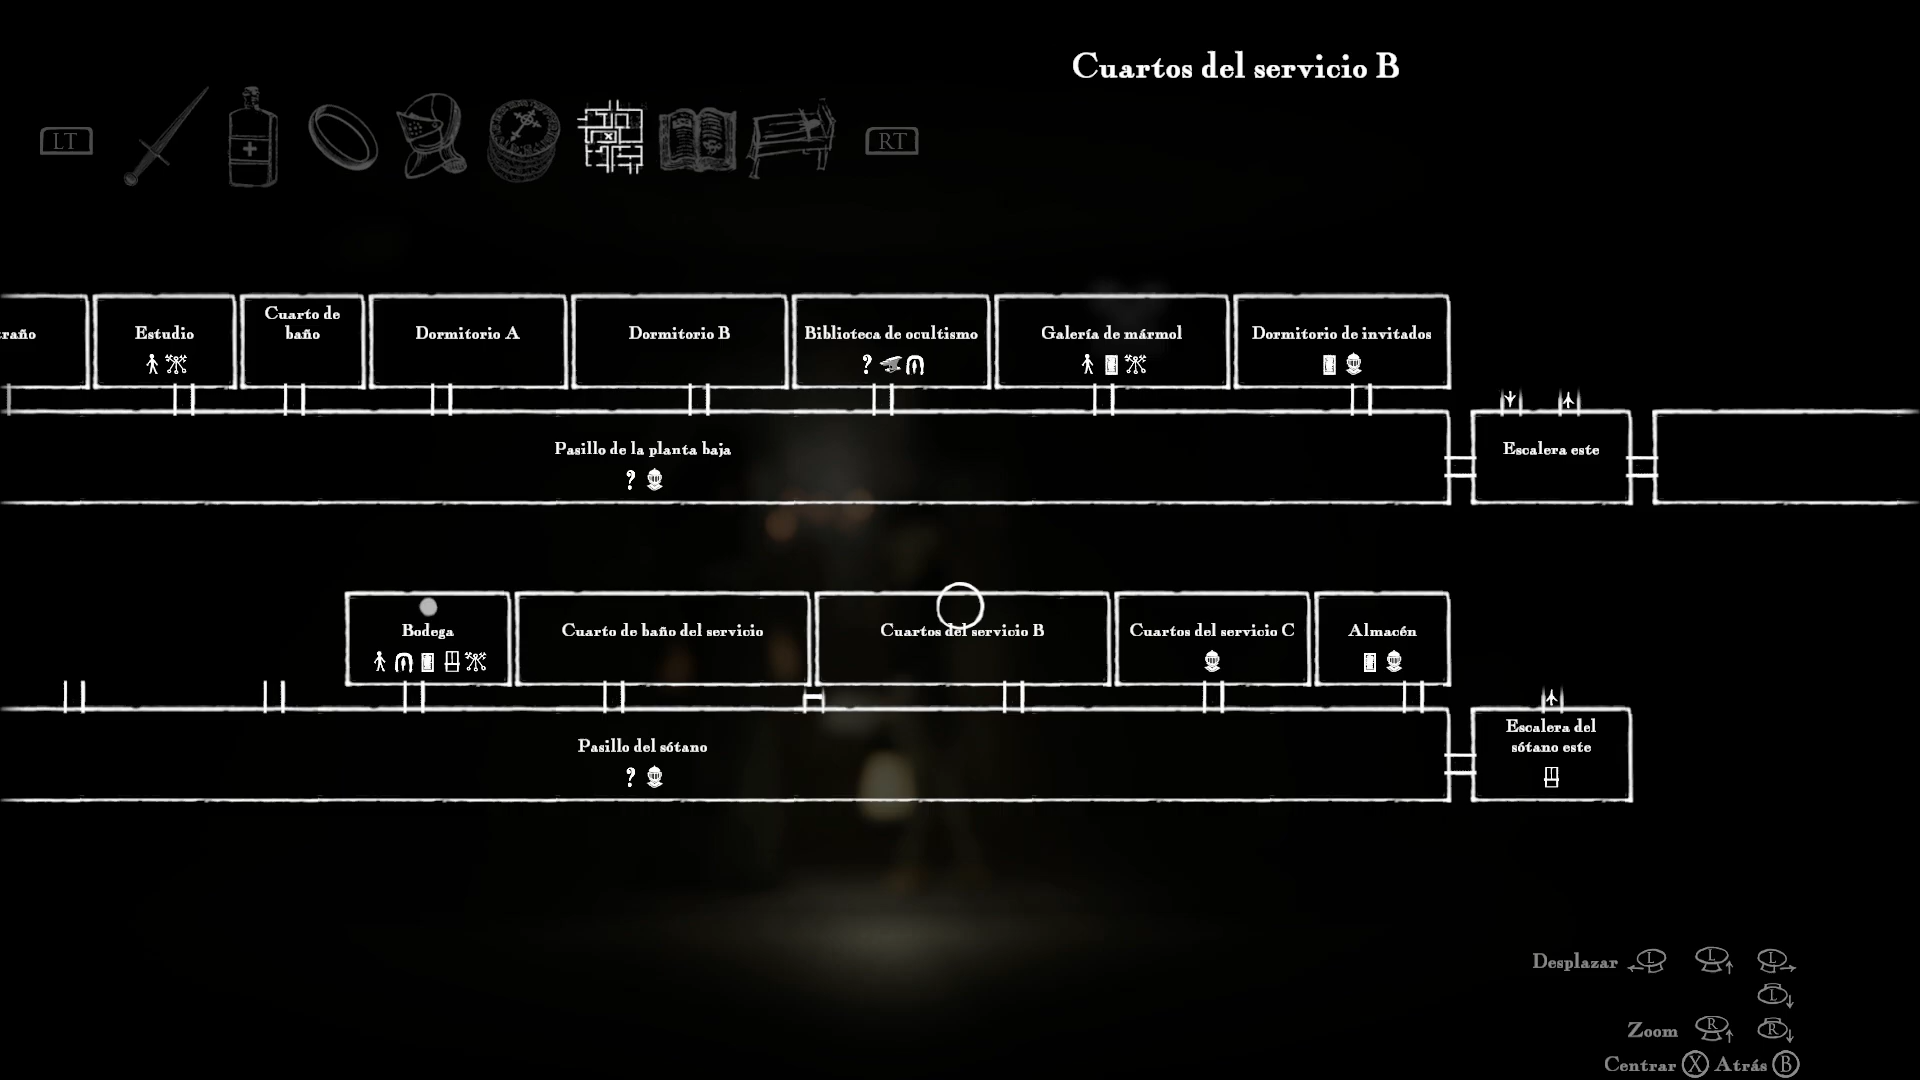 Cuartos del servicio B
LT
RT
raño
Estudio
Cuarto de
baño
Dormitorio A
Dormitorio B
Biblioteca de ocultismo
Galería de mármol
Dormitorio de invitados
?
Pasillo de la planta baja
?
Escalera este
Bodega
Cuarto de baño del servicio
Cuartos del servicio B
Cuartos del servicio C
Almacén
Pasillo del sótano
?
Escalera del
sótano este
Desplazar L L L
L
Zoom R R
Centrar X Atrás B